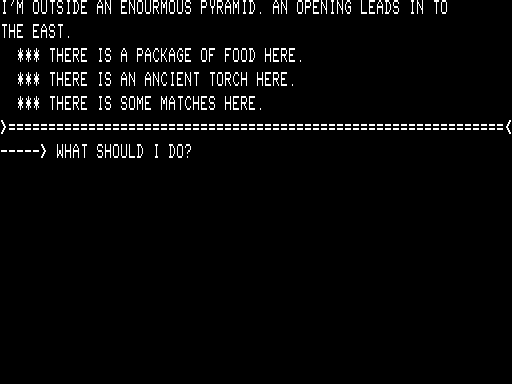 I'M OUTSIDE AN ENOURMOUS PYRAMID. AN OPENING LEADS IN TO
THE EAST.
*** THERE IS A PACKAGE OF FOOD HERE.
*** THERE IS AN ANCIENT TORCH HERE.
*** THERE IS SOME MATCHES HERE.
>==============================================================<
-----> WHAT SHOULD I DO?